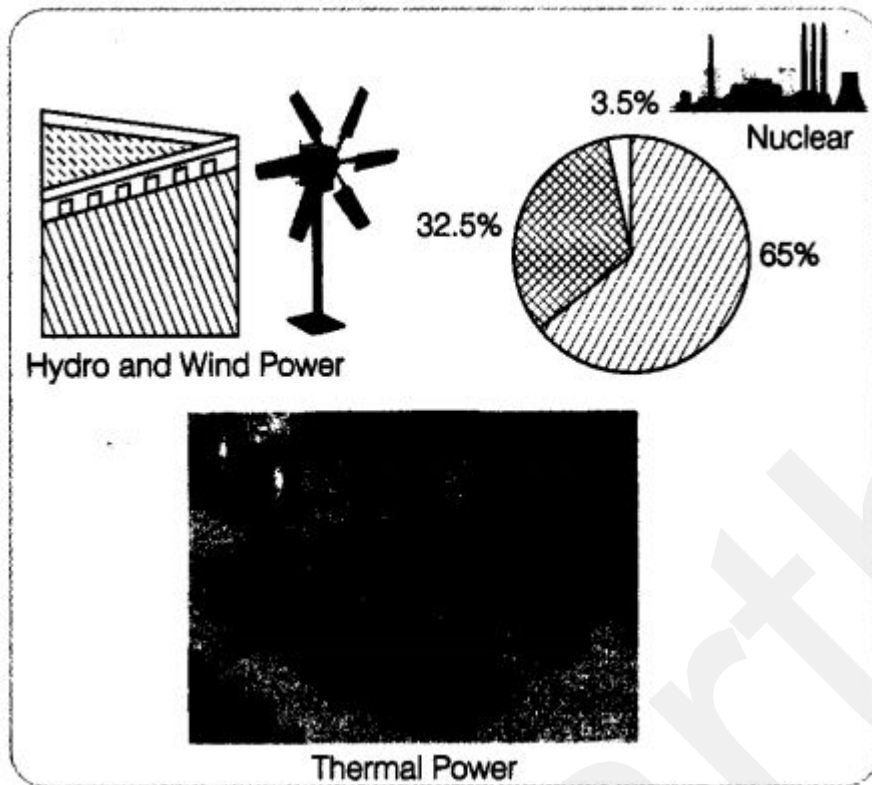 3.5%
Nuclear
32.5%
65%
Hydro and Wind Power
Thermal Power